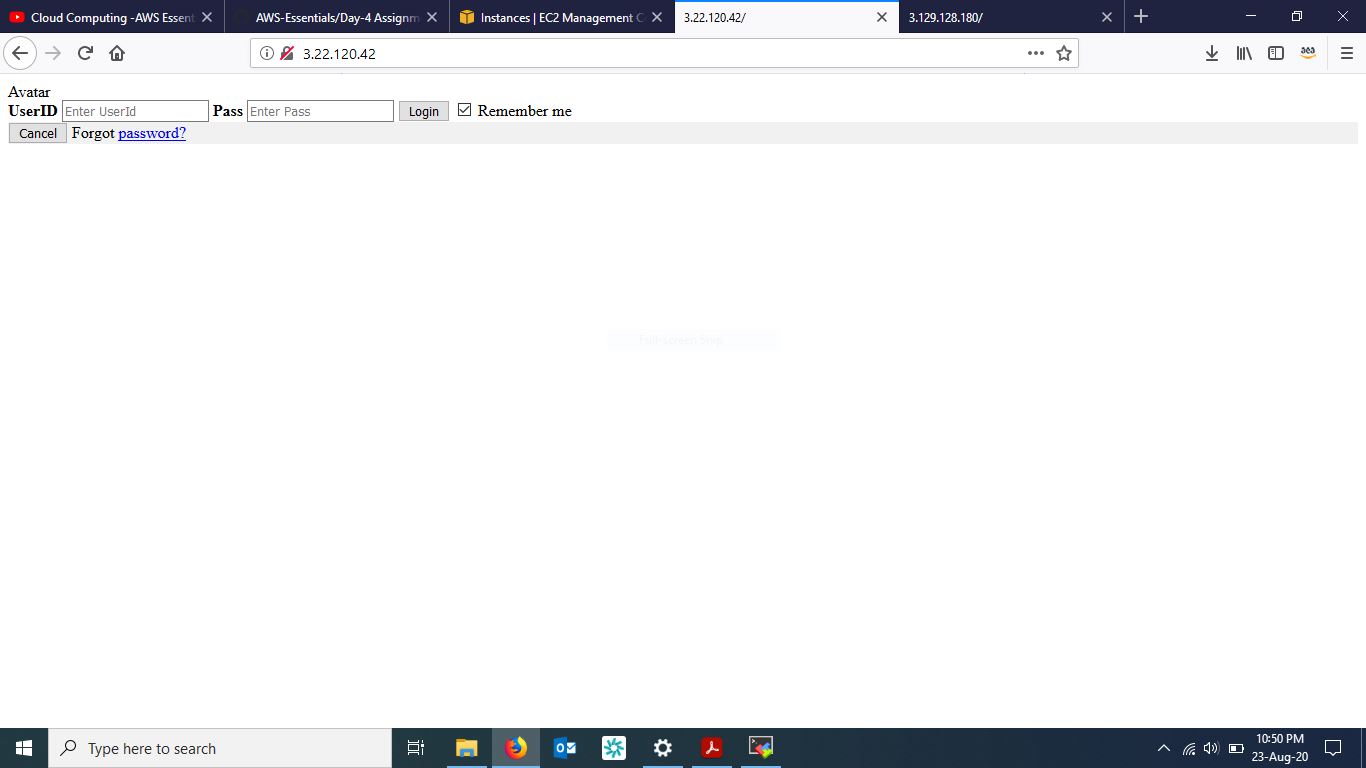 Cloud Computing -AWS Essent
AWS-Essentials/Day-4 Assignm
Instances | EC2 Management C
3.22.120.42/
3.129.128.180/
3.22.120.42
Avatar
UserID Enter UserId Pass Enter Pass Login Remember me
Cancel Forgot password?
Full-screen Snip
Type here to search
10:50 PM
23-Aug-20